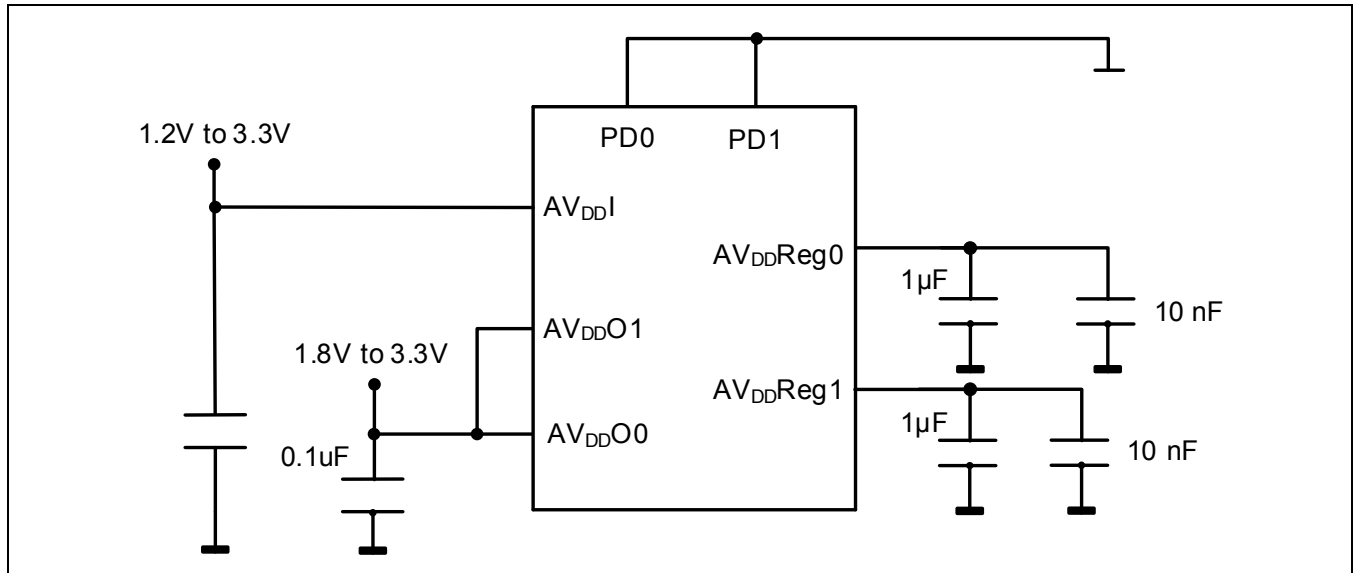 PD0 PD1
1.2V to 3.3V
AVDDI
AVDDReg0
1µF
10 nF
AVDDO1
1.8V to 3.3V
AVDDReg1
1µF
10 nF
AVDDO0
0.1uF